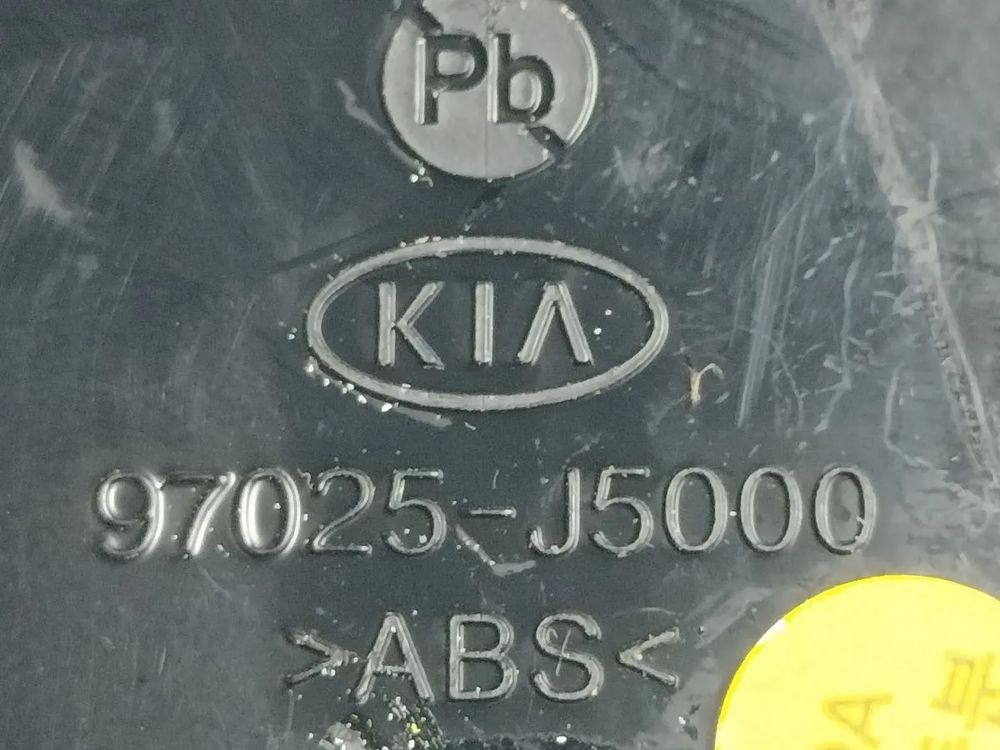 Pb
KIA
97025-J5000
>ABS<